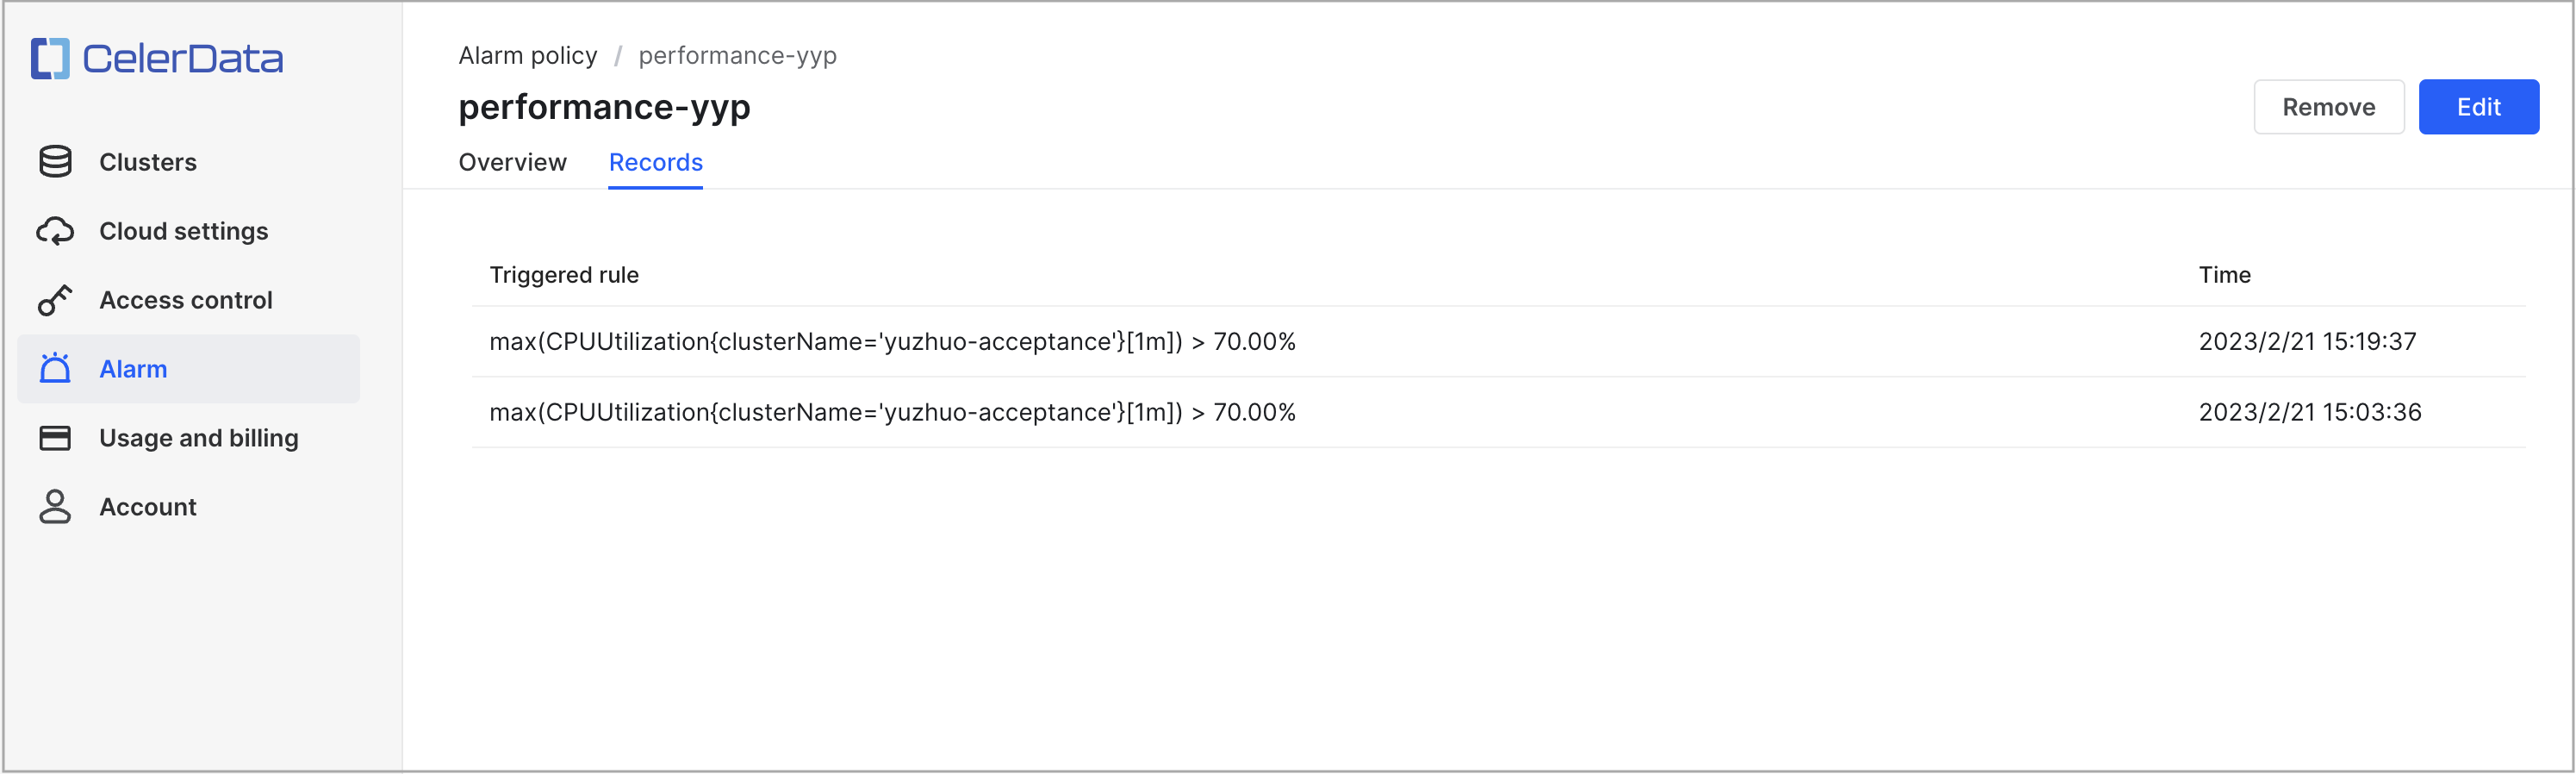 CelerData
Clusters
Cloud settings
Access control
Alarm
Usage and billing
Account
Alarm policy / performance-yyp
performance-yyp
Remove
Edit
Overview
Records
Triggered rule
Time
max(CPUUtilization{clusterName='yuzhuo-acceptance'}[1m]) > 70.00%
2023/2/21 15:19:37
max(CPUUtilization{clusterName='yuzhuo-acceptance'}[1m]) > 70.00%
2023/2/21 15:03:36